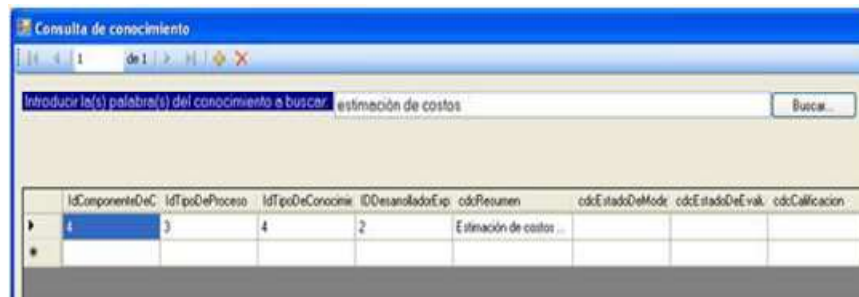 Consulta de conocimiento
1 de 1
Introducir la(s) palabra(s) del conocimiento a buscar: estimación de costos Buscar...
IdComponenteDeC IdTipoDeProceso IdTipoDeConocimie IDDesarrolladorExp cdcResumen cdcEstadoDeMode cdcEstadoDeEvalu cdcCalificacion
4 3 4 2 Estimación de costos ...